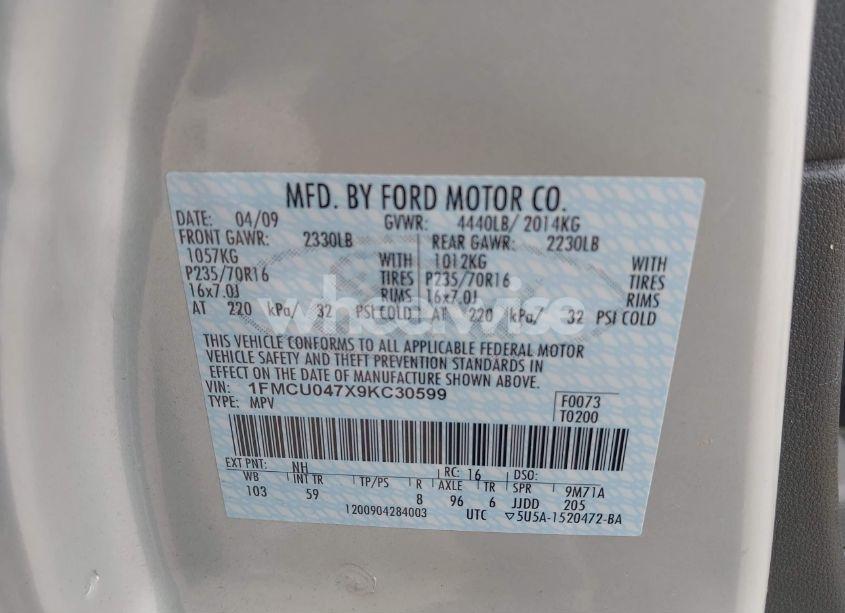 MFD. BY FORD MOTOR CO.
DATE: 04/09 GVWR: 4440LB/ 2014KG
FRONT GAWR: 2330LB REAR GAWR: 2230LB
1057KG WITH 1012KG WITH
P235/70R16 TIRES P235/70R16 TIRES
16x7.0J RIMS 16x7.0J RIMS
AT 220 kPa/ 32 PSI COLD AT 220 kPa/ 32 PSI COLD
wheelwise
THIS VEHICLE CONFORMS TO ALL APPLICABLE FEDERAL MOTOR
VEHICLE SAFETY AND THEFT PREVENTION STANDARDS IN
EFFECT ON THE DATE OF MANUFACTURE SHOWN ABOVE.
VIN: 1FMCU047X9KC30599 F0073
TYPE: MPV T0200
EXT PNT: NH RC: 16 DSO:
WB INT TR TP/PS R AXLE TR SPR 9M71A
103 59 8 96 6 JJDD 205
1200904284003 UTC ▽5U5A-1520472-BA